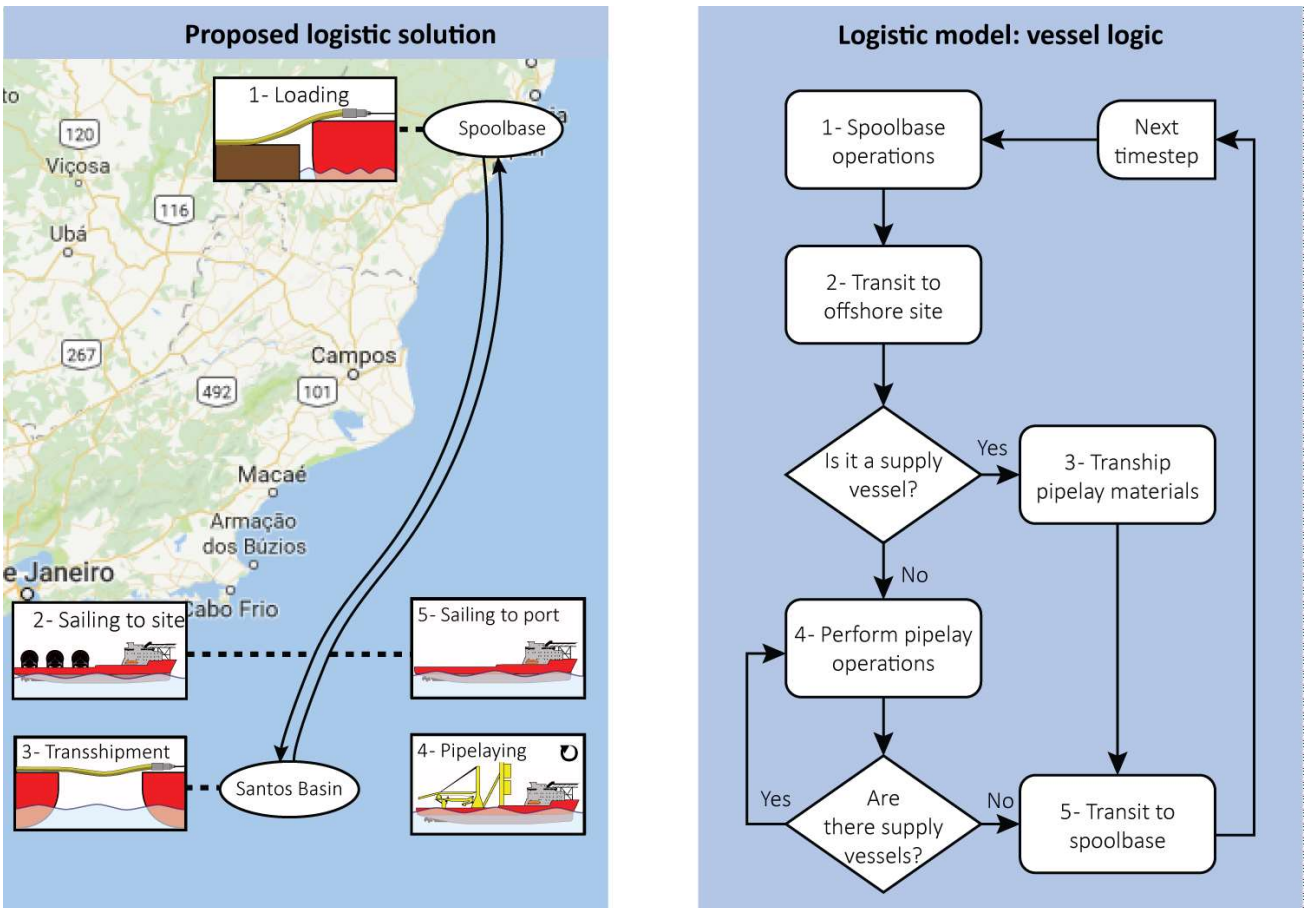 Proposed logistic solution
1- Loading
Spoolbase
120
Viçosa
116
Ubá
267
Campos
492
101
Macaé
Armação
dos Búzios
e Janeiro
Cabo Frio
2- Sailing to site
5- Sailing to port
3- Transshipment
4- Pipelaying
Santos Basin
Logistic model: vessel logic
1- Spoolbase
operations
Next
timestep
2- Transit to
offshore site
Is it a supply
vessel?
Yes
3- Tranship
pipelay materials
No
4- Perform pipelay
operations
Yes
Are
there supply
vessels?
No
5- Transit to
spoolbase